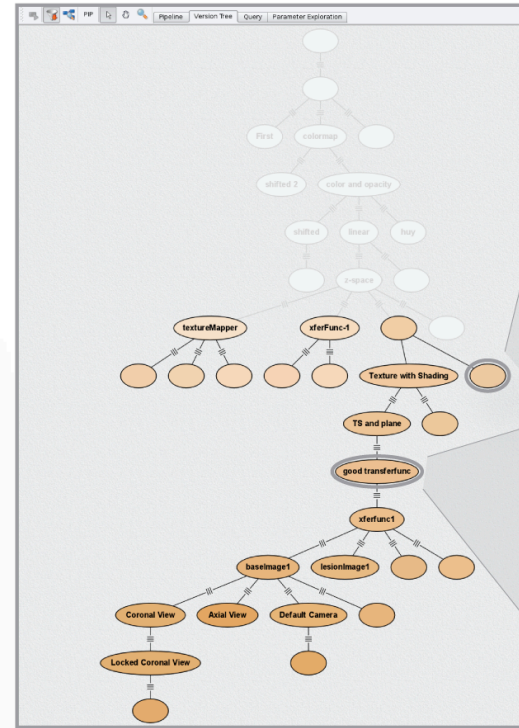 PIP Pipeline Version Tree Query Parameter Exploration
First colormap
shifted 2 color and opacity
shifted linear huy
z-space
textureMapper xferFunc-1
Texture with Shading
TS and plane
good transferfunc
xferfunc1
baseImage1 lesionImage1
Coronal View Axial View Default Camera
Locked Coronal View